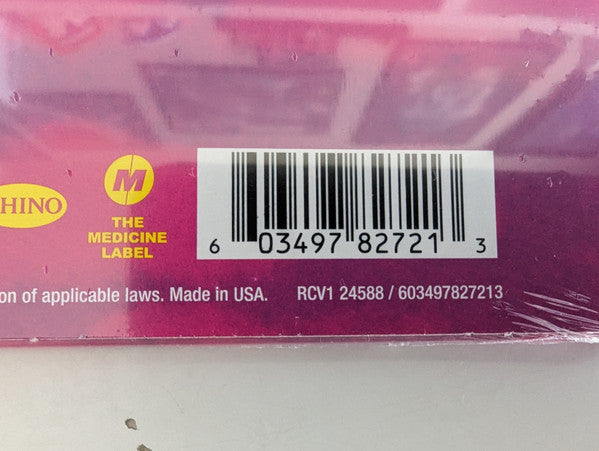 HINO
M
THE
MEDICINE
LABEL
6 03497 82721 3
on of applicable laws. Made in USA. RCV1 24588 / 603497827213